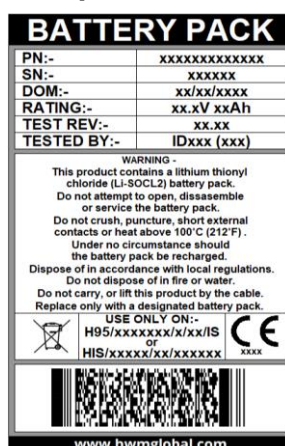 BATTERY PACK
PN:- xxxxxxxxxxxxx
SN:- xxxxxx
DOM:- xx/xx/xxxx
RATING:- xx.xV xxAh
TEST REV:- xx.xx
TESTED BY:- IDxxx (xxx)
WARNING -
This product contains a lithium thionyl
chloride (Li-SOCL2) battery pack.
Do not attempt to open, dissasemble
or service the battery pack.
Do not crush, puncture, short external
contacts or heat above 100°C (212°F) .
Under no circumstance should
the battery pack be recharged.
Dispose of in accordance with local regulations.
Do not dispose of in fire or water.
Do not carry, or lift this product by the cable.
Replace only with a designated battery pack.
USE ONLY ON:-
H95/xxxxxxx/x/xx/IS
or
HIS/xxxxx/xx/xxxxxx
CE
xxxx
www.hwmglobal.com